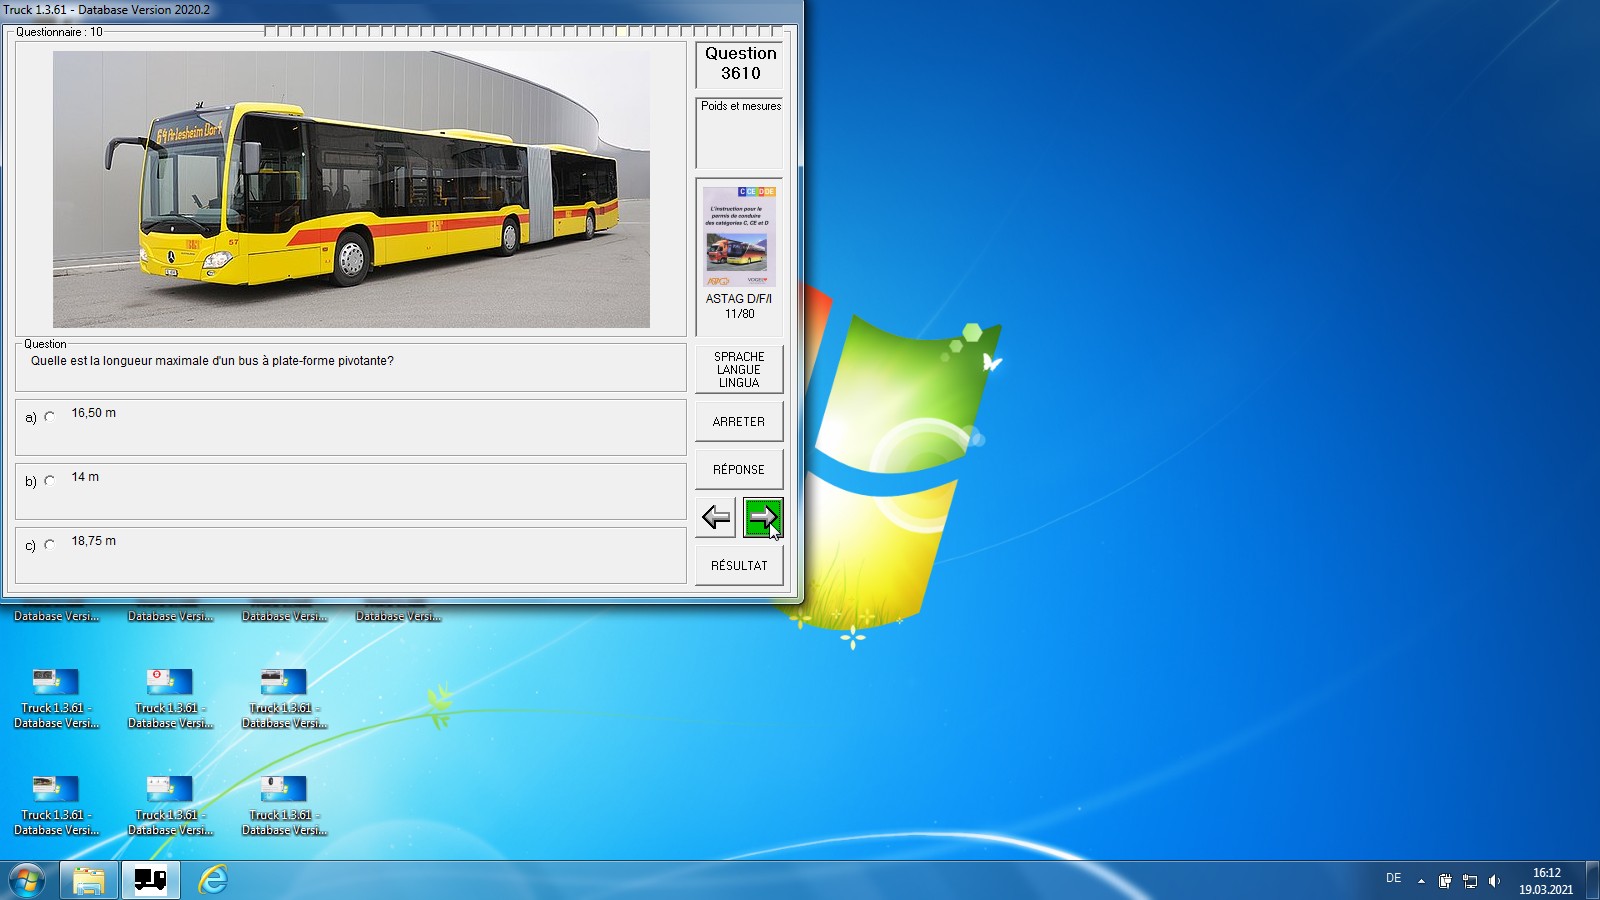 Truck 1.3.61 - Database Version 2020.2
Questionnaire : 10
64 Arlesheim Dorf
57
Question
3610
Poids et mesures
C CE D DE
L'instruction pour le
permis de conduire
des catégories C, CE et D
ASTAG D/F/I
11/80
Question
Quelle est la longueur maximale d'un bus à plate-forme pivotante?
a) 16,50 m
b) 14 m
c) 18,75 m
SPRACHE
LANGUE
LINGUA
ARRETER
RÉPONSE
RÉSULTAT
Database Versi... Database Versi... Database Versi... Database Versi...
Truck 1.3.61 - Truck 1.3.61 - Truck 1.3.61 -
Database Versi... Database Versi... Database Versi...
Truck 1.3.61 - Truck 1.3.61 - Truck 1.3.61 -
Database Versi... Database Versi... Database Versi...
DE
16:12
19.03.2021